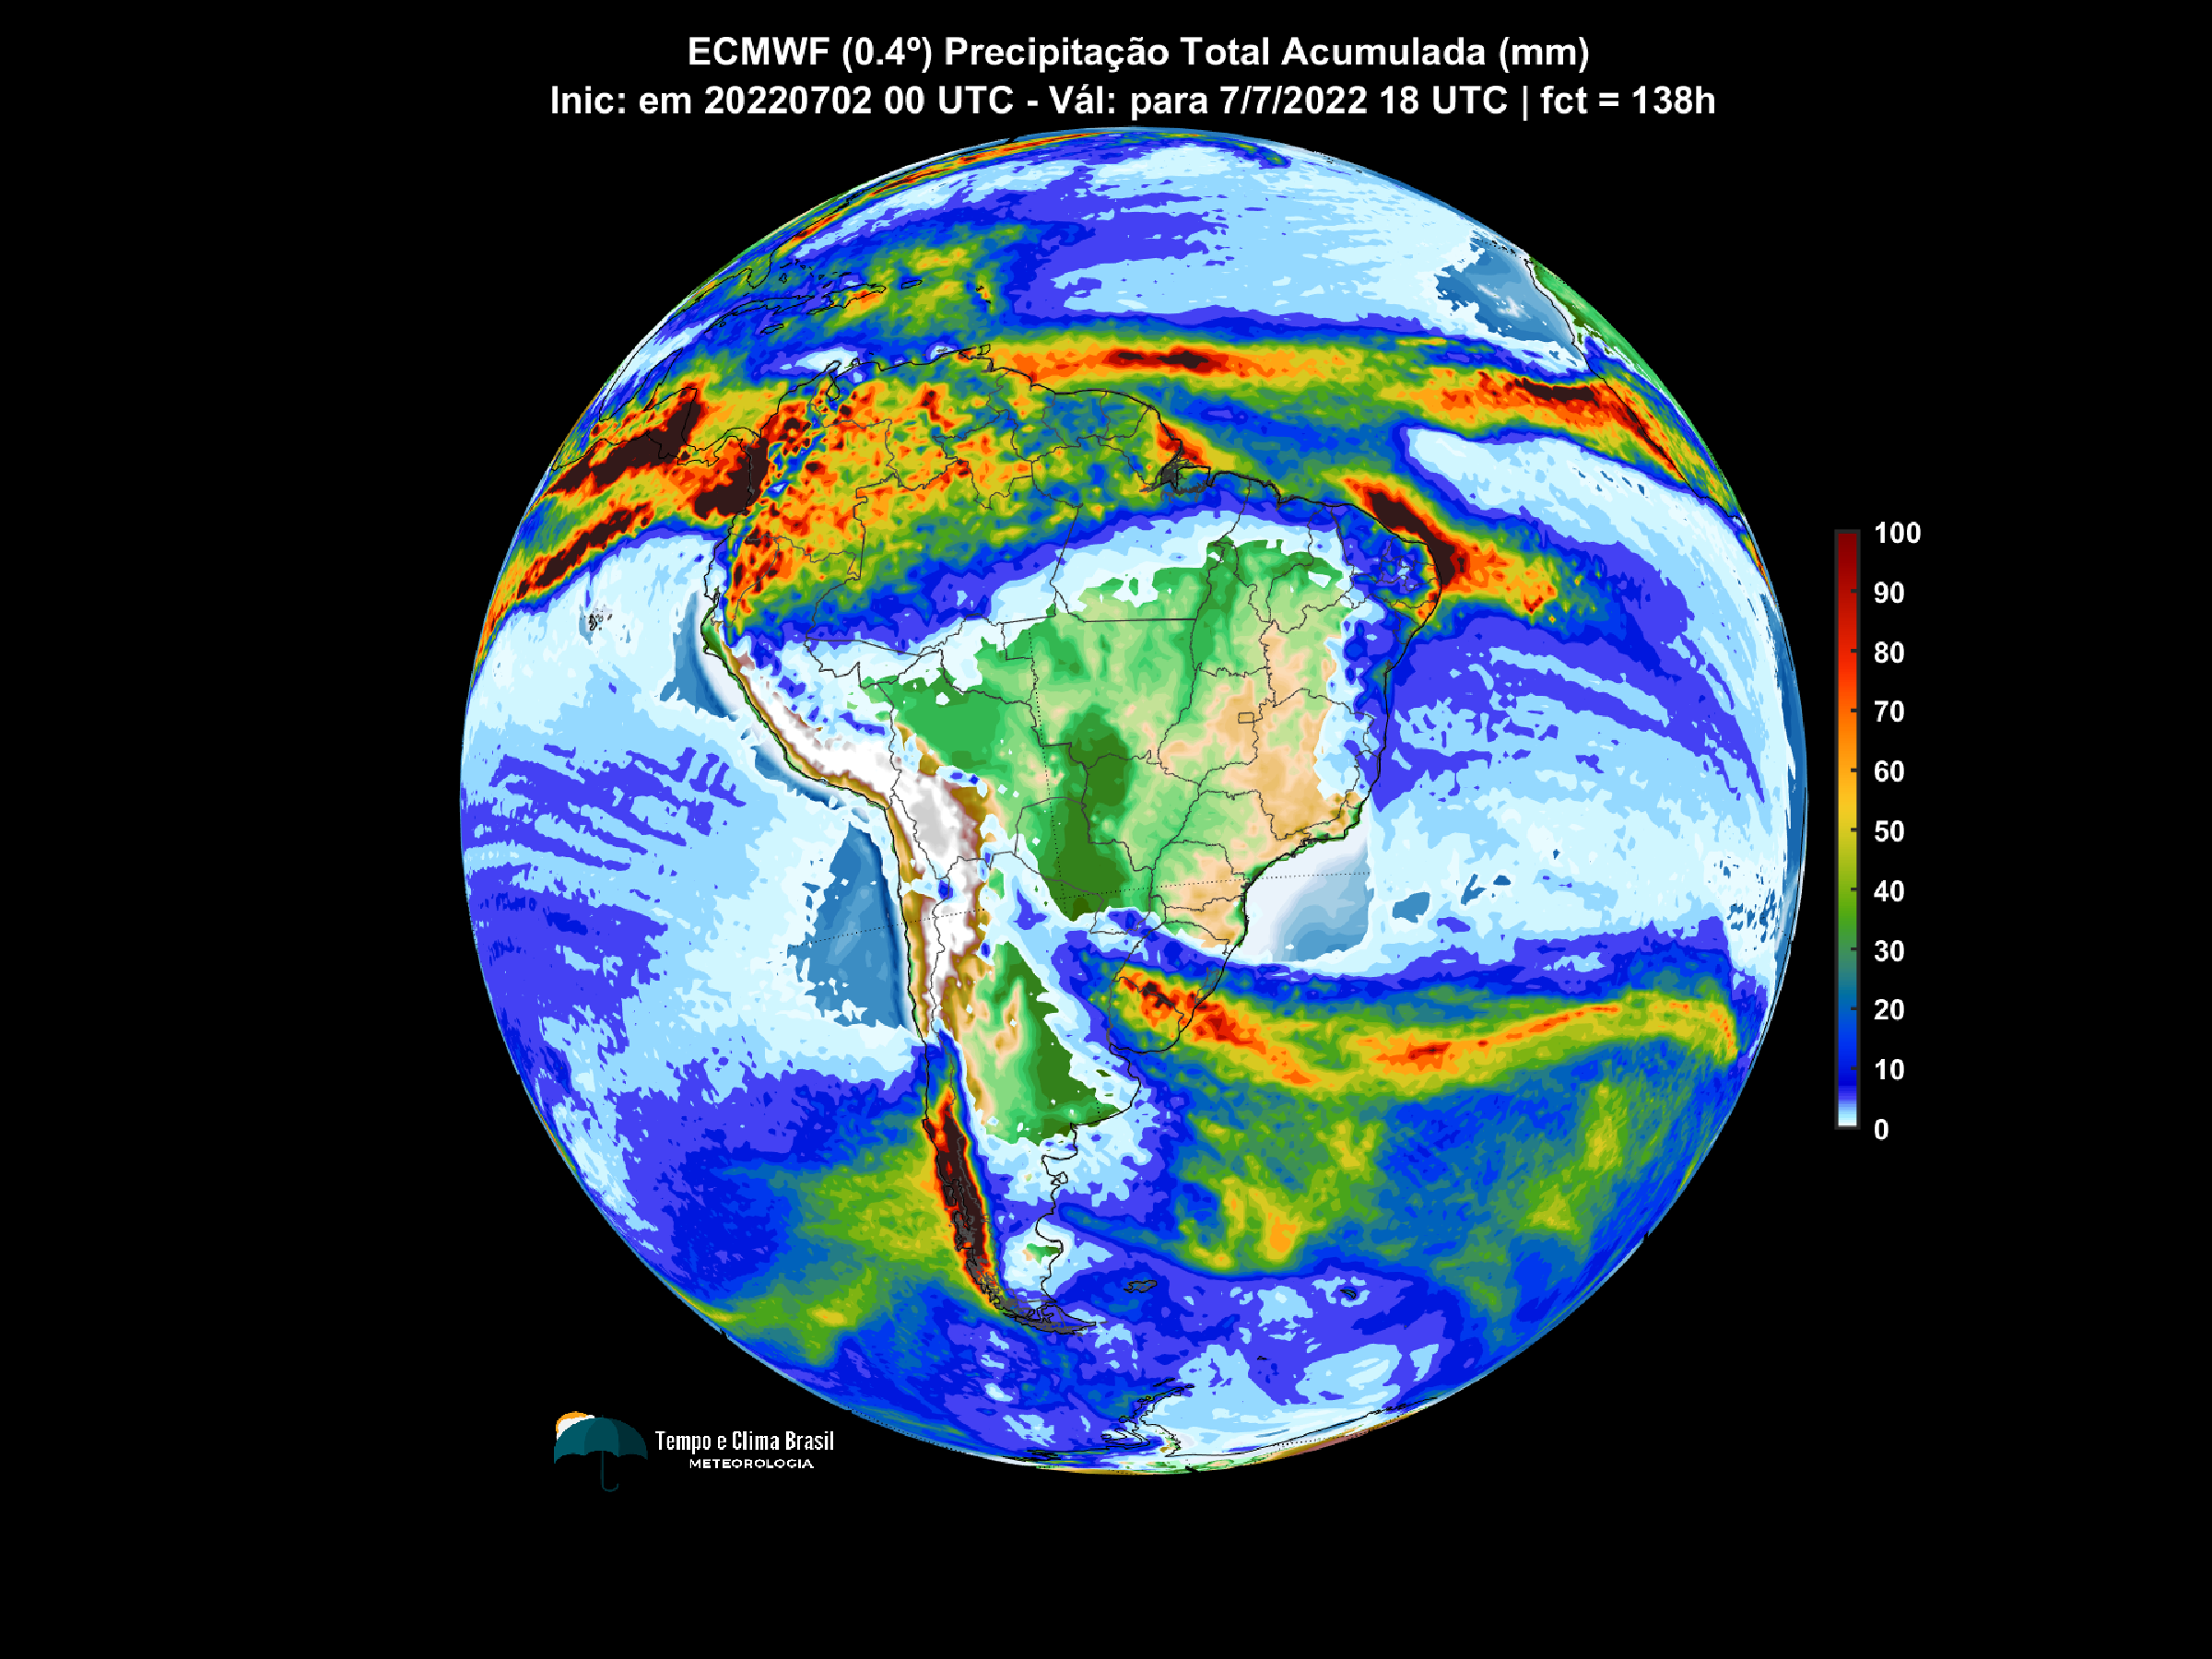 ECMWF (0.4º) Precipitação Total Acumulada (mm)
Inic: em 20220702 00 UTC - Vál: para 7/7/2022 18 UTC | fct = 138h
100
90
80
70
60
50
40
30
20
10
0
Tempo e Clima Brasil
METEOROLOGIA